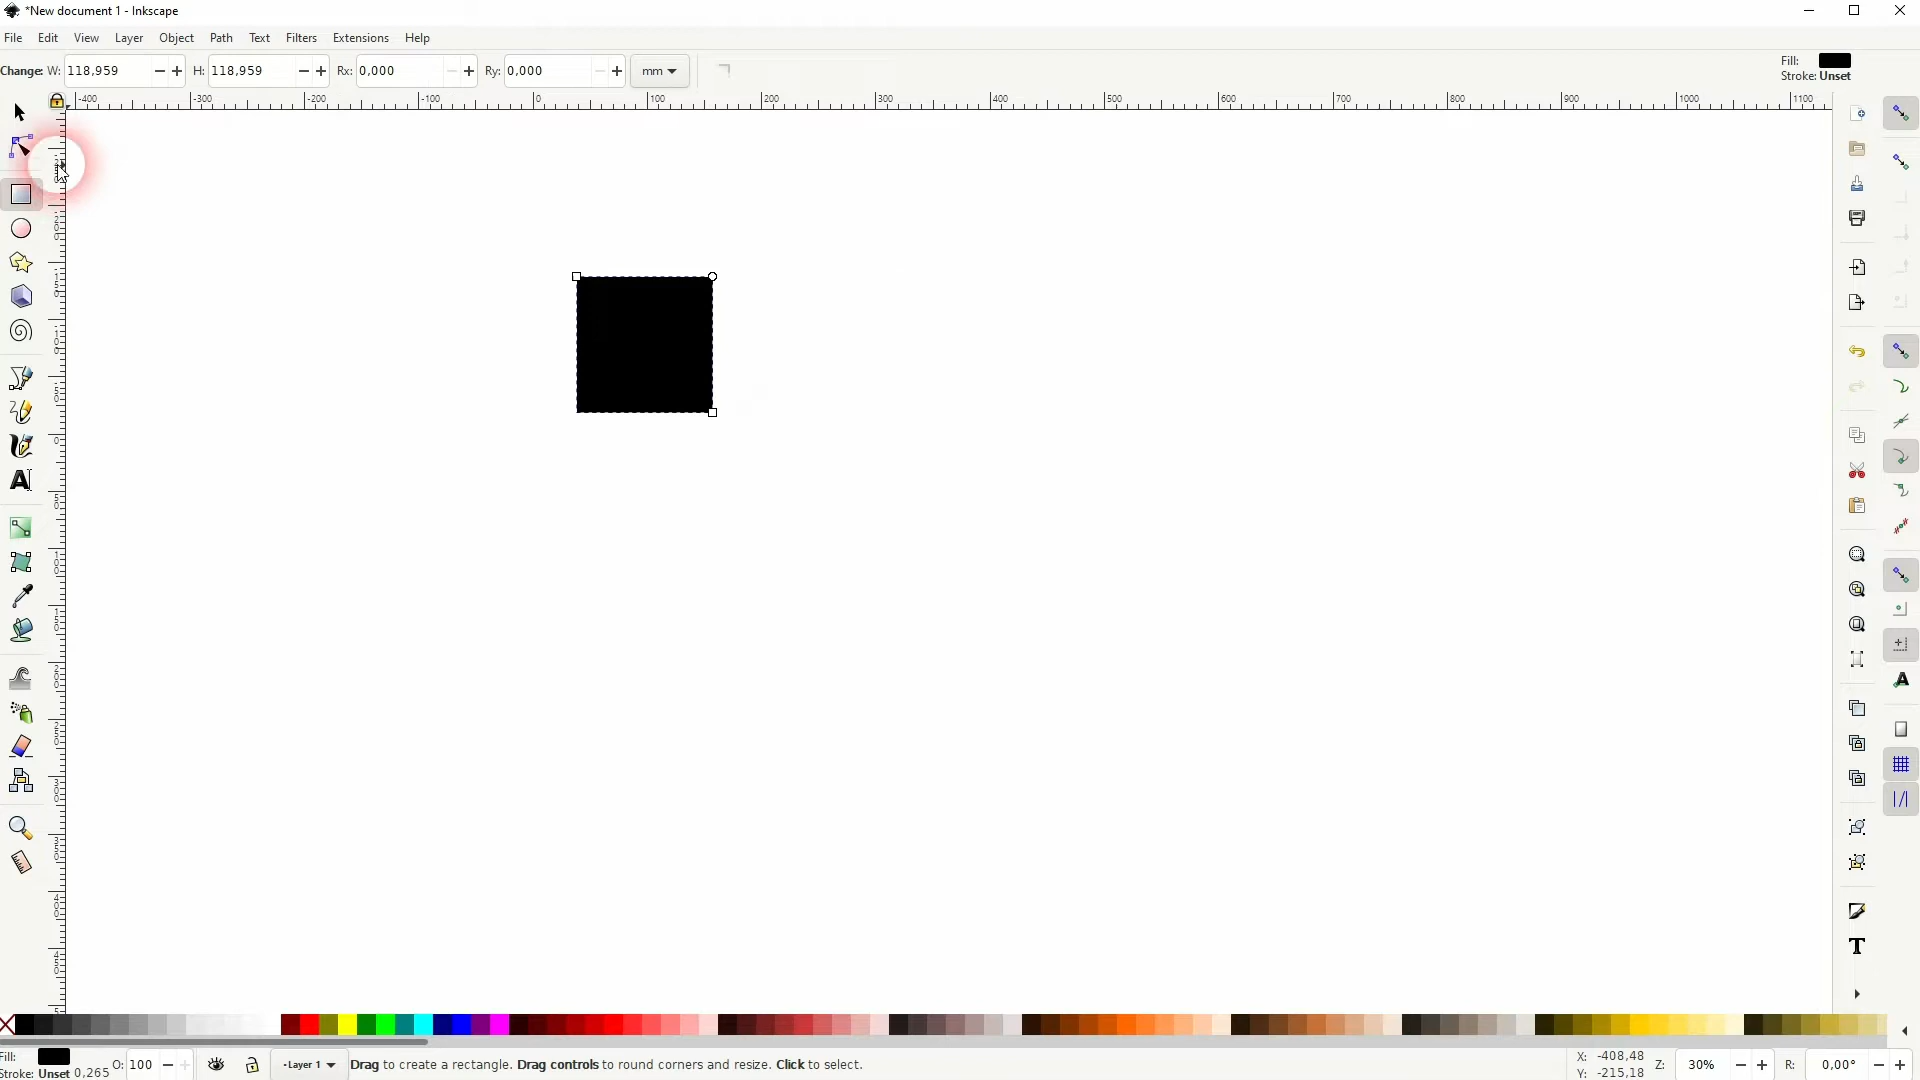 *New document 1 - Inkscape
File Edit View Layer Object Path Text Filters Extensions Help
Change: W: 118,959 H: 118,959 Rx: 0,000 Ry: 0,000 mm
Fill:
Stroke: Unset
-400 -300 -200 -100 0 100 200 300 400 500 600 700 800 900 1000 1100
Fill:
Stroke: Unset 0,265
O: 100
-Layer 1
Drag to create a rectangle. Drag controls to round corners and resize. Click to select.
X: -408,48
Y: -215,18
Z: 30%
R: 0,00°